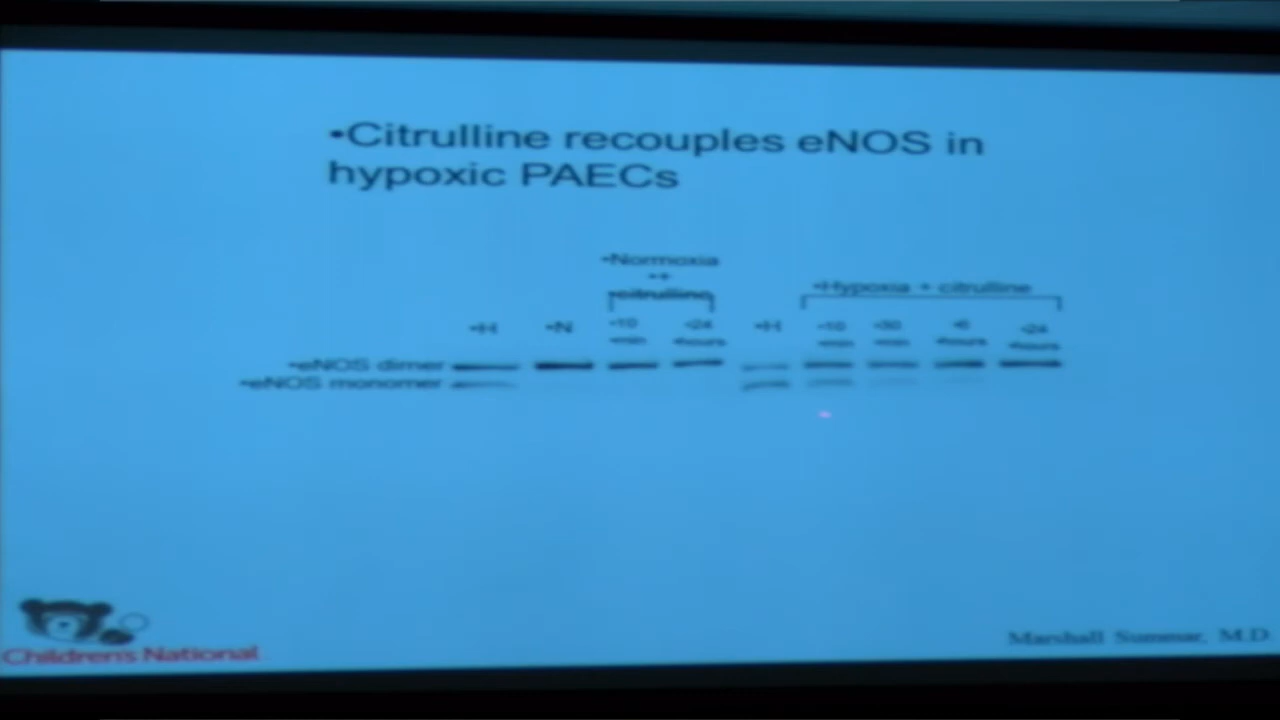 •Citrulline recouples eNOS in
hypoxic PAECs
•Normoxia
•+
•citrulline
•Hypoxia + citrulline
•H •N •10 •24 •H •10 •30 •6 •24
min hours min min hours hours
•eNOS dimer
•eNOS monomer
Children's National
Marshall Summar, M.D.